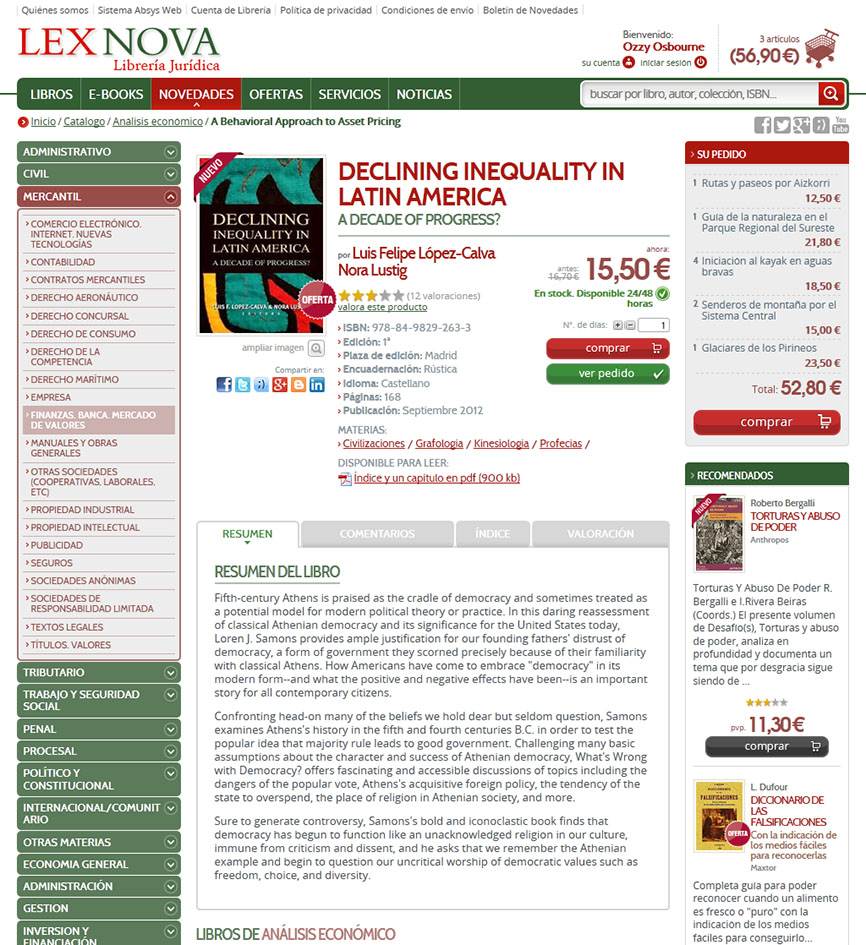 Quiénes somos | Sistema Absys Web | Cuenta de Librería | Política de privacidad | Condiciones de envio | Boletín de Novedades
LEX NOVA
Librería Jurídica
Bienvenido:
Ozzy Osbourne
su cuenta iniciar sesión
3 artículos
(56,90€)
LIBROS E-BOOKS NOVEDADES OFERTAS SERVICIOS NOTICIAS
buscar por libro, autor, colección, ISBN...
Inicio / Catálogo / Análisis económico / A Behavioral Approach to Asset Pricing
You
Tube
ADMINISTRATIVO
CIVIL
MERCANTIL
COMERCIO ELECTRÓNICO.
INTERNET. NUEVAS
TECNOLOGÍAS
CONTABILIDAD
CONTRATOS MERCANTILES
DERECHO AERONÁUTICO
DERECHO CONCURSAL
DERECHO DE CONSUMO
DERECHO DE LA
COMPETENCIA
DERECHO MARÍTIMO
EMPRESA
FINANZAS. BANCA. MERCADO
DE VALORES
MANUALES Y OBRAS
GENERALES
OTRAS SOCIEDADES
(COOPERATIVAS, LABORALES,
ETC)
PROPIEDAD INDUSTRIAL
PROPIEDAD INTELECTUAL
PUBLICIDAD
SEGUROS
SOCIEDADES ANÓNIMAS
SOCIEDADES DE
RESPONSABILIDAD LIMITADA
TEXTOS LEGALES
TÍTULOS. VALORES
TRIBUTARIO
TRABAJO Y SEGURIDAD
SOCIAL
PENAL
PROCESAL
POLÍTICO Y
CONSTITUCIONAL
INTERNACIONAL/COMUNIT
ARIO
OTRAS MATERIAS
ECONOMIA GENERAL
ADMINISTRACIÓN
GESTION
INVERSION Y
FINANCIACIÓN
NUEVO
DECLINING
INEQUALITY IN
LATIN AMERICA
A DECADE OF PROGRESS?
LUIS F. LÓPEZ-CALVA & NORA LUS
EDITORS
OFERTA
ampliar imagen
Compartir en:
DECLINING INEQUALITY IN
LATIN AMERICA
A DECADE OF PROGRESS?
por Luis Felipe López-Calva
Nora Lustig
(12 valoraciones)
valora este producto
ISBN: 978-84-9829-263-3
Edición: 1ª
Plaza de edición: Madrid
Encuadernación: Rústica
Idioma: Castellano
Páginas: 168
Publicación: Septiembre 2012
MATERIAS:
Civilizaciones / Grafologia / Kinesiologia / Profecias /
DISPONIBLE PARA LEER:
Índice y un capitulo en pdf (900 kb)
ahora:
antes:
16,70 €
15,50 €
En stock. Disponible 24/48
horas
Nº. de días: 1
comprar
ver pedido
RESUMEN COMENTARIOS ÍNDICE VALORACIÓN
RESUMEN DEL LIBRO
Fifth-century Athens is praised as the cradle of democracy and sometimes treated as
a potential model for modern political theory or practice. In this daring reassessment
of classical Athenian democracy and its significance for the United States today,
Loren J. Samons provides ample justification for our founding fathers' distrust of
democracy, a form of government they scorned precisely because of their familiarity
with classical Athens. How Americans have come to embrace "democracy" in its
modern form--and what the positive and negative effects have been--is an important
story for all contemporary citizens.
Confronting head-on many of the beliefs we hold dear but seldom question, Samons
examines Athens's history in the fifth and fourth centuries B.C. in order to test the
popular idea that majority rule leads to good government. Challenging many basic
assumptions about the character and success of Athenian democracy, What's Wrong
with Democracy? offers fascinating and accessible discussions of topics including the
dangers of the popular vote, Athens's acquisitive foreign policy, the tendency of the
state to overspend, the place of religion in Athenian society, and more.
Sure to generate controversy, Samons's bold and iconoclastic book finds that
democracy has begun to function like an unacknowledged religion in our culture,
immune from criticism and dissent, and he asks that we remember the Athenian
example and begin to question our uncritical worship of democratic values such as
freedom, choice, and diversity.
LIBROS DE ANÁLISIS ECONÓMICO
SU PEDIDO
1 Rutas y paseos por Aizkorri
12,50 €
1 Guía de la naturaleza en el
Parque Regional del Sureste
21,80 €
4 Iniciación al kayak en aguas
bravas
18,50 €
2 Senderos de montaña por el
Sistema Central
15,00 €
1 Glaciares de los Pirineos
23,50 €
Total: 52,80 €
comprar
RECOMENDADOS
NUEVO
Roberto Bergalli
TORTURAS Y ABUSO
DE PODER
Anthropos
Torturas Y Abuso De Poder R.
Bergalli e I.Rivera Beiras
(Coords.) El presente volumen
de Desafío(s), Torturas y abuso
de poder, analiza en
profundidad y documenta un
tema que por desgracia sigue
siendo de ...
pvp. 11,30€
comprar
FALSIFICACIONES
OFERTA
L. Dufour
DICCIONARIO DE
LAS
FALSIFICACIONES
Con la indicación de
los medios fáciles
para reconocerlas
Maxtor
Completa guía para poder
reconocer cuando un alimento
es fresco o "puro" con la
indicación de los medios
fáciles para conseguirlo...